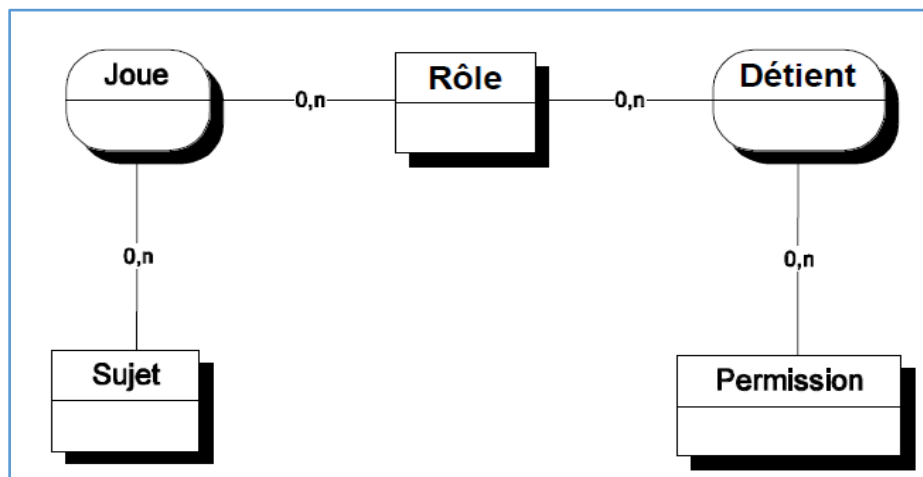 Joue
Rôle
Détient
0,n
0,n
0,n
0,n
Sujet
Permission